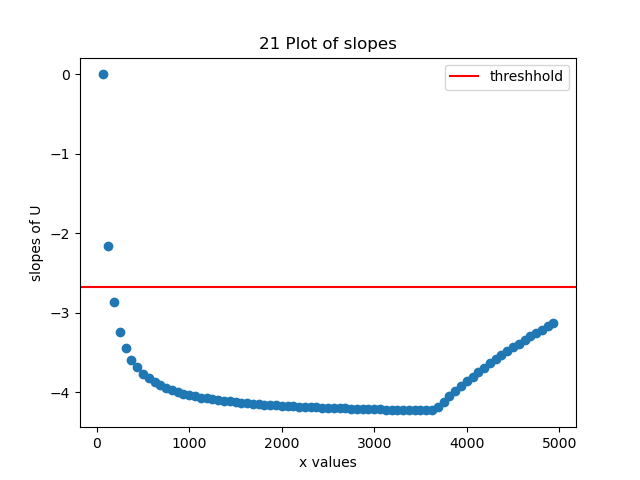 21 Plot of slopes
threshhold
0
−1
−2
−3
−4
slopes of U
0 1000 2000 3000 4000 5000
x values